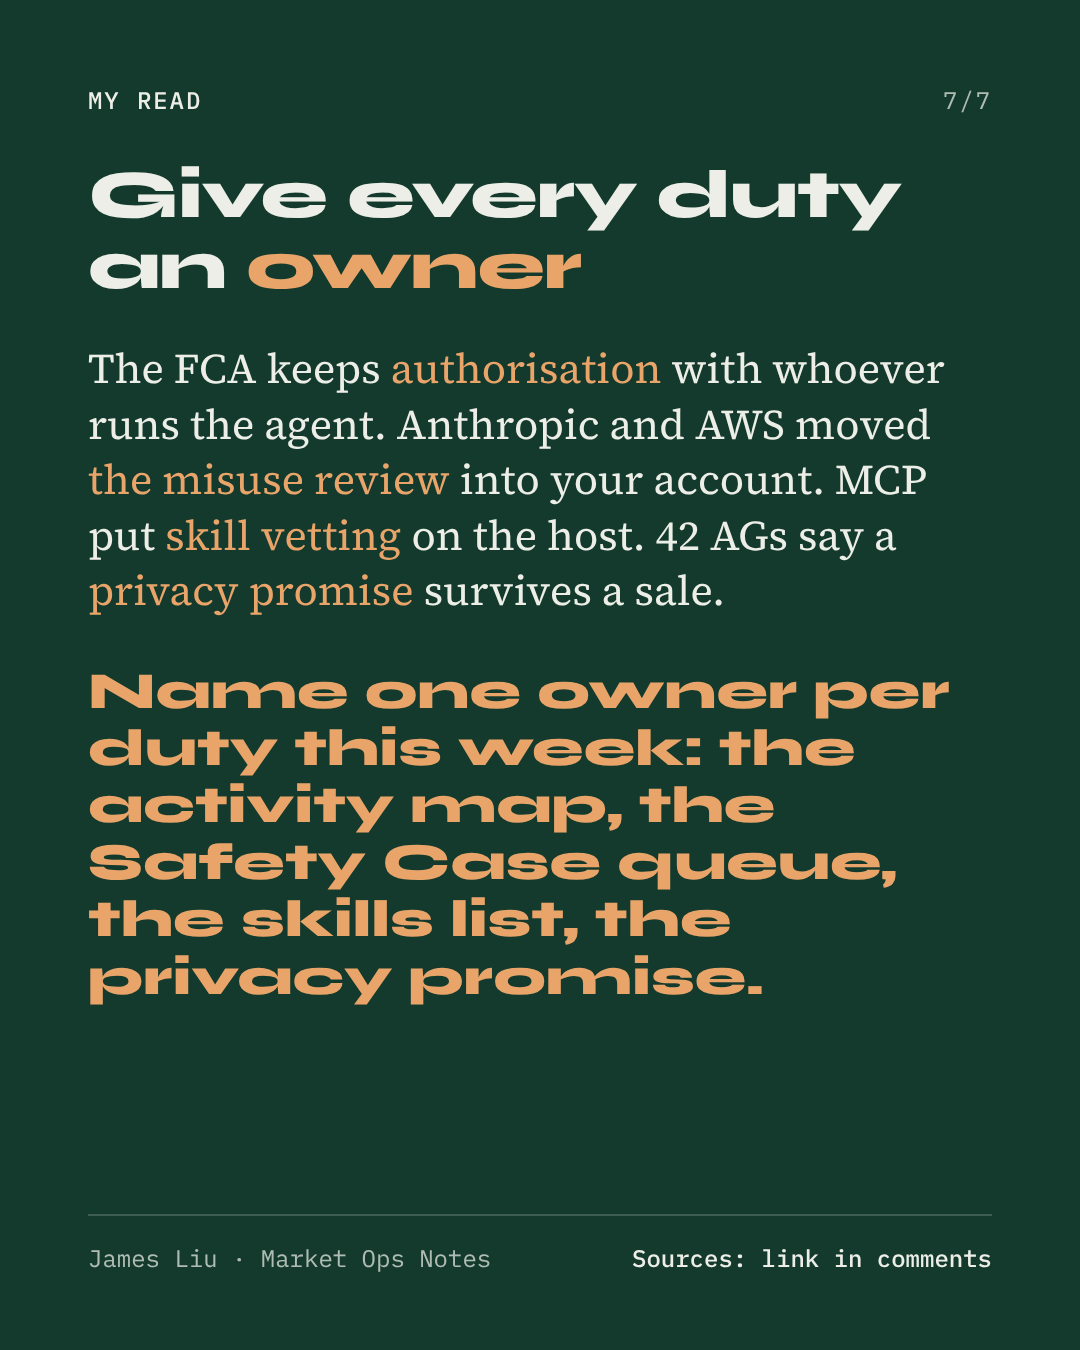 MY READ
7/7
Give every duty
an owner
The FCA keeps authorisation with whoever
runs the agent. Anthropic and AWS moved
the misuse review into your account. MCP
put skill vetting on the host. 42 AGs say a
privacy promise survives a sale.
Name one owner per
duty this week: the
activity map, the
Safety Case queue,
the skills list, the
privacy promise.
James Liu · Market Ops Notes
Sources: link in comments